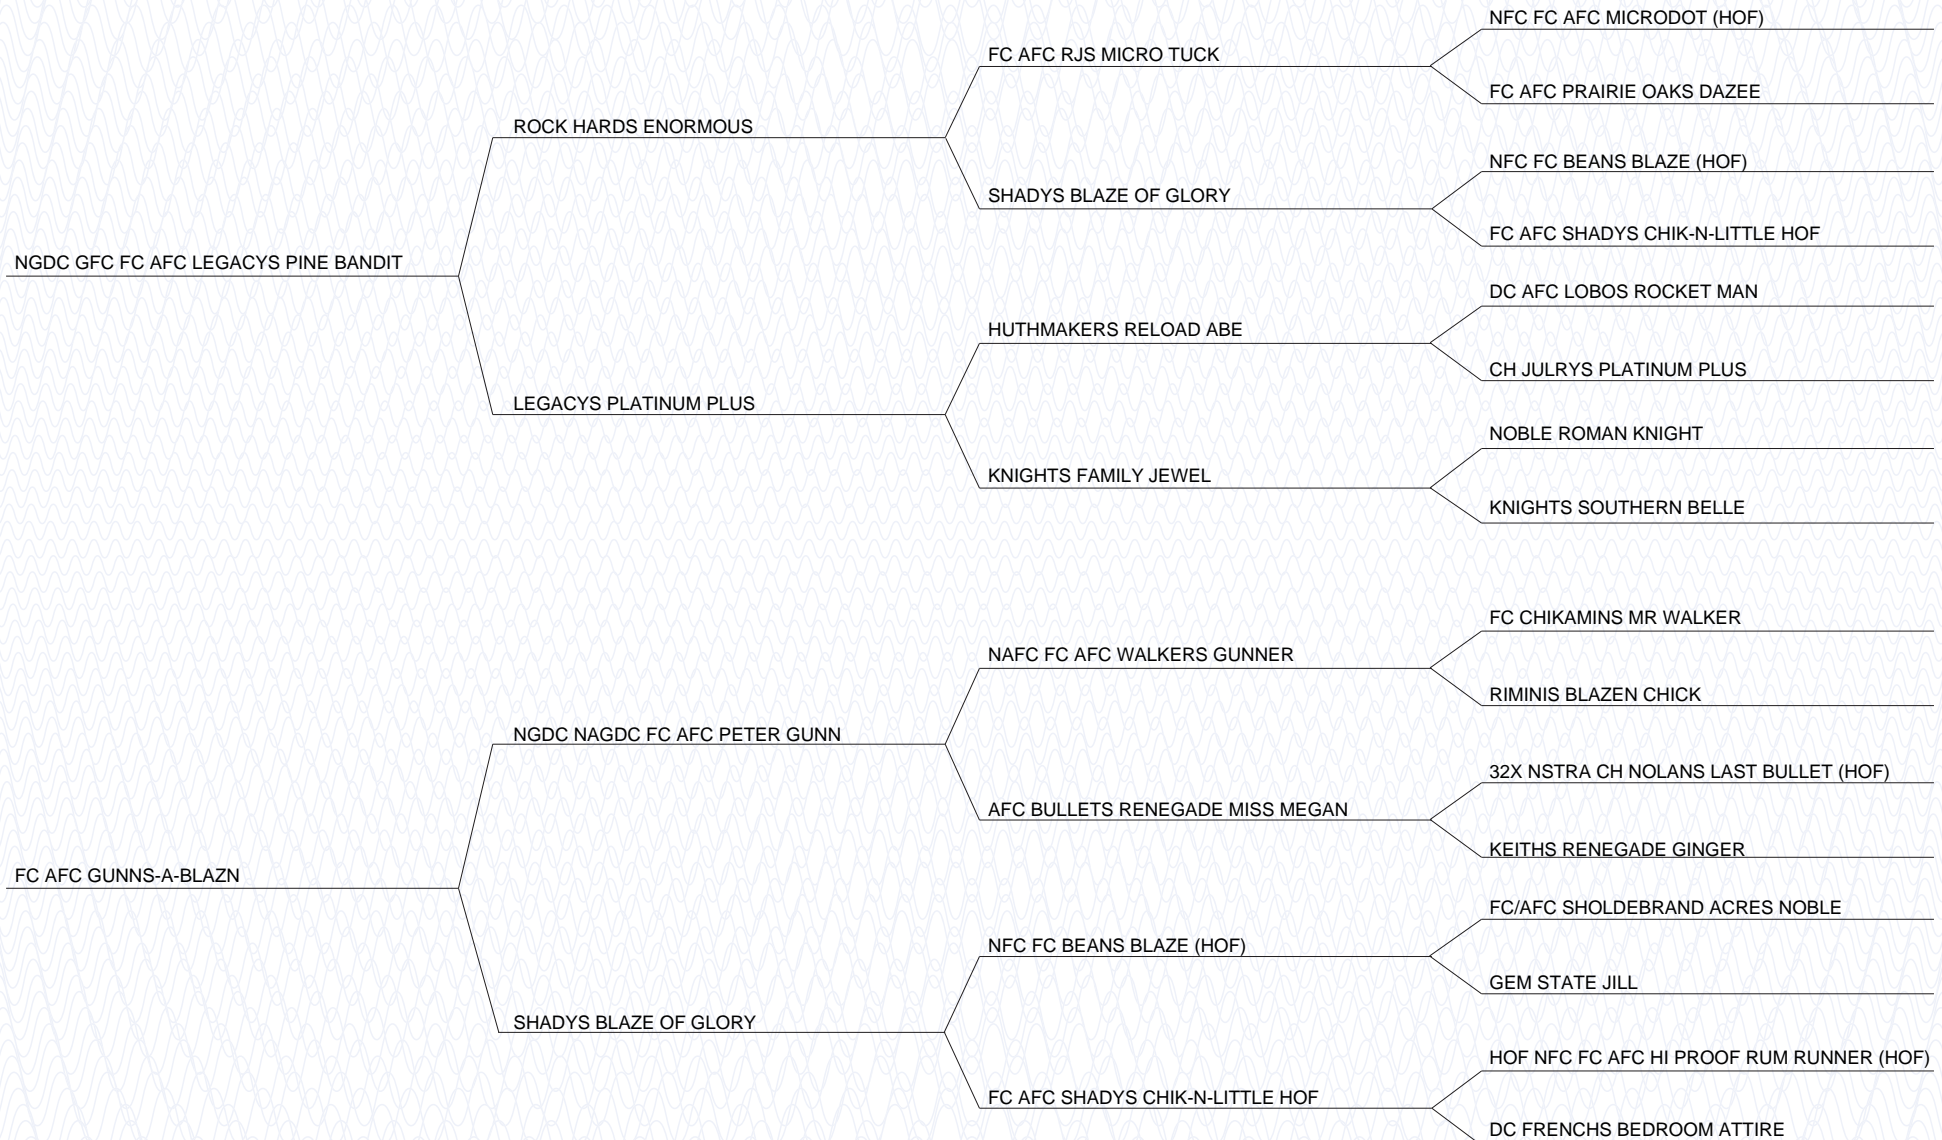 NFC FC AFC MICRODOT (HOF)
FC AFC RJS MICRO TUCK
FC AFC PRAIRIE OAKS DAZEE
ROCK HARDS ENORMOUS
NFC FC BEANS BLAZE (HOF)
SHADYS BLAZE OF GLORY
FC AFC SHADYS CHIK-N-LITTLE HOF
NGDC GFC FC AFC LEGACYS PINE BANDIT
DC AFC LOBOS ROCKET MAN
HUTHMAKERS RELOAD ABE
CH JULRYS PLATINUM PLUS
LEGACYS PLATINUM PLUS
NOBLE ROMAN KNIGHT
KNIGHTS FAMILY JEWEL
KNIGHTS SOUTHERN BELLE
FC CHIKAMINS MR WALKER
NAFC FC AFC WALKERS GUNNER
RIMINIS BLAZEN CHICK
NGDC NAGDC FC AFC PETER GUNN
32X NSTRA CH NOLANS LAST BULLET (HOF)
AFC BULLETS RENEGADE MISS MEGAN
KEITHS RENEGADE GINGER
FC AFC GUNNS-A-BLAZN
FC/AFC SHOLDEBRAND ACRES NOBLE
NFC FC BEANS BLAZE (HOF)
GEM STATE JILL
SHADYS BLAZE OF GLORY
HOF NFC FC AFC HI PROOF RUM RUNNER (HOF)
FC AFC SHADYS CHIK-N-LITTLE HOF
DC FRENCHS BEDROOM ATTIRE